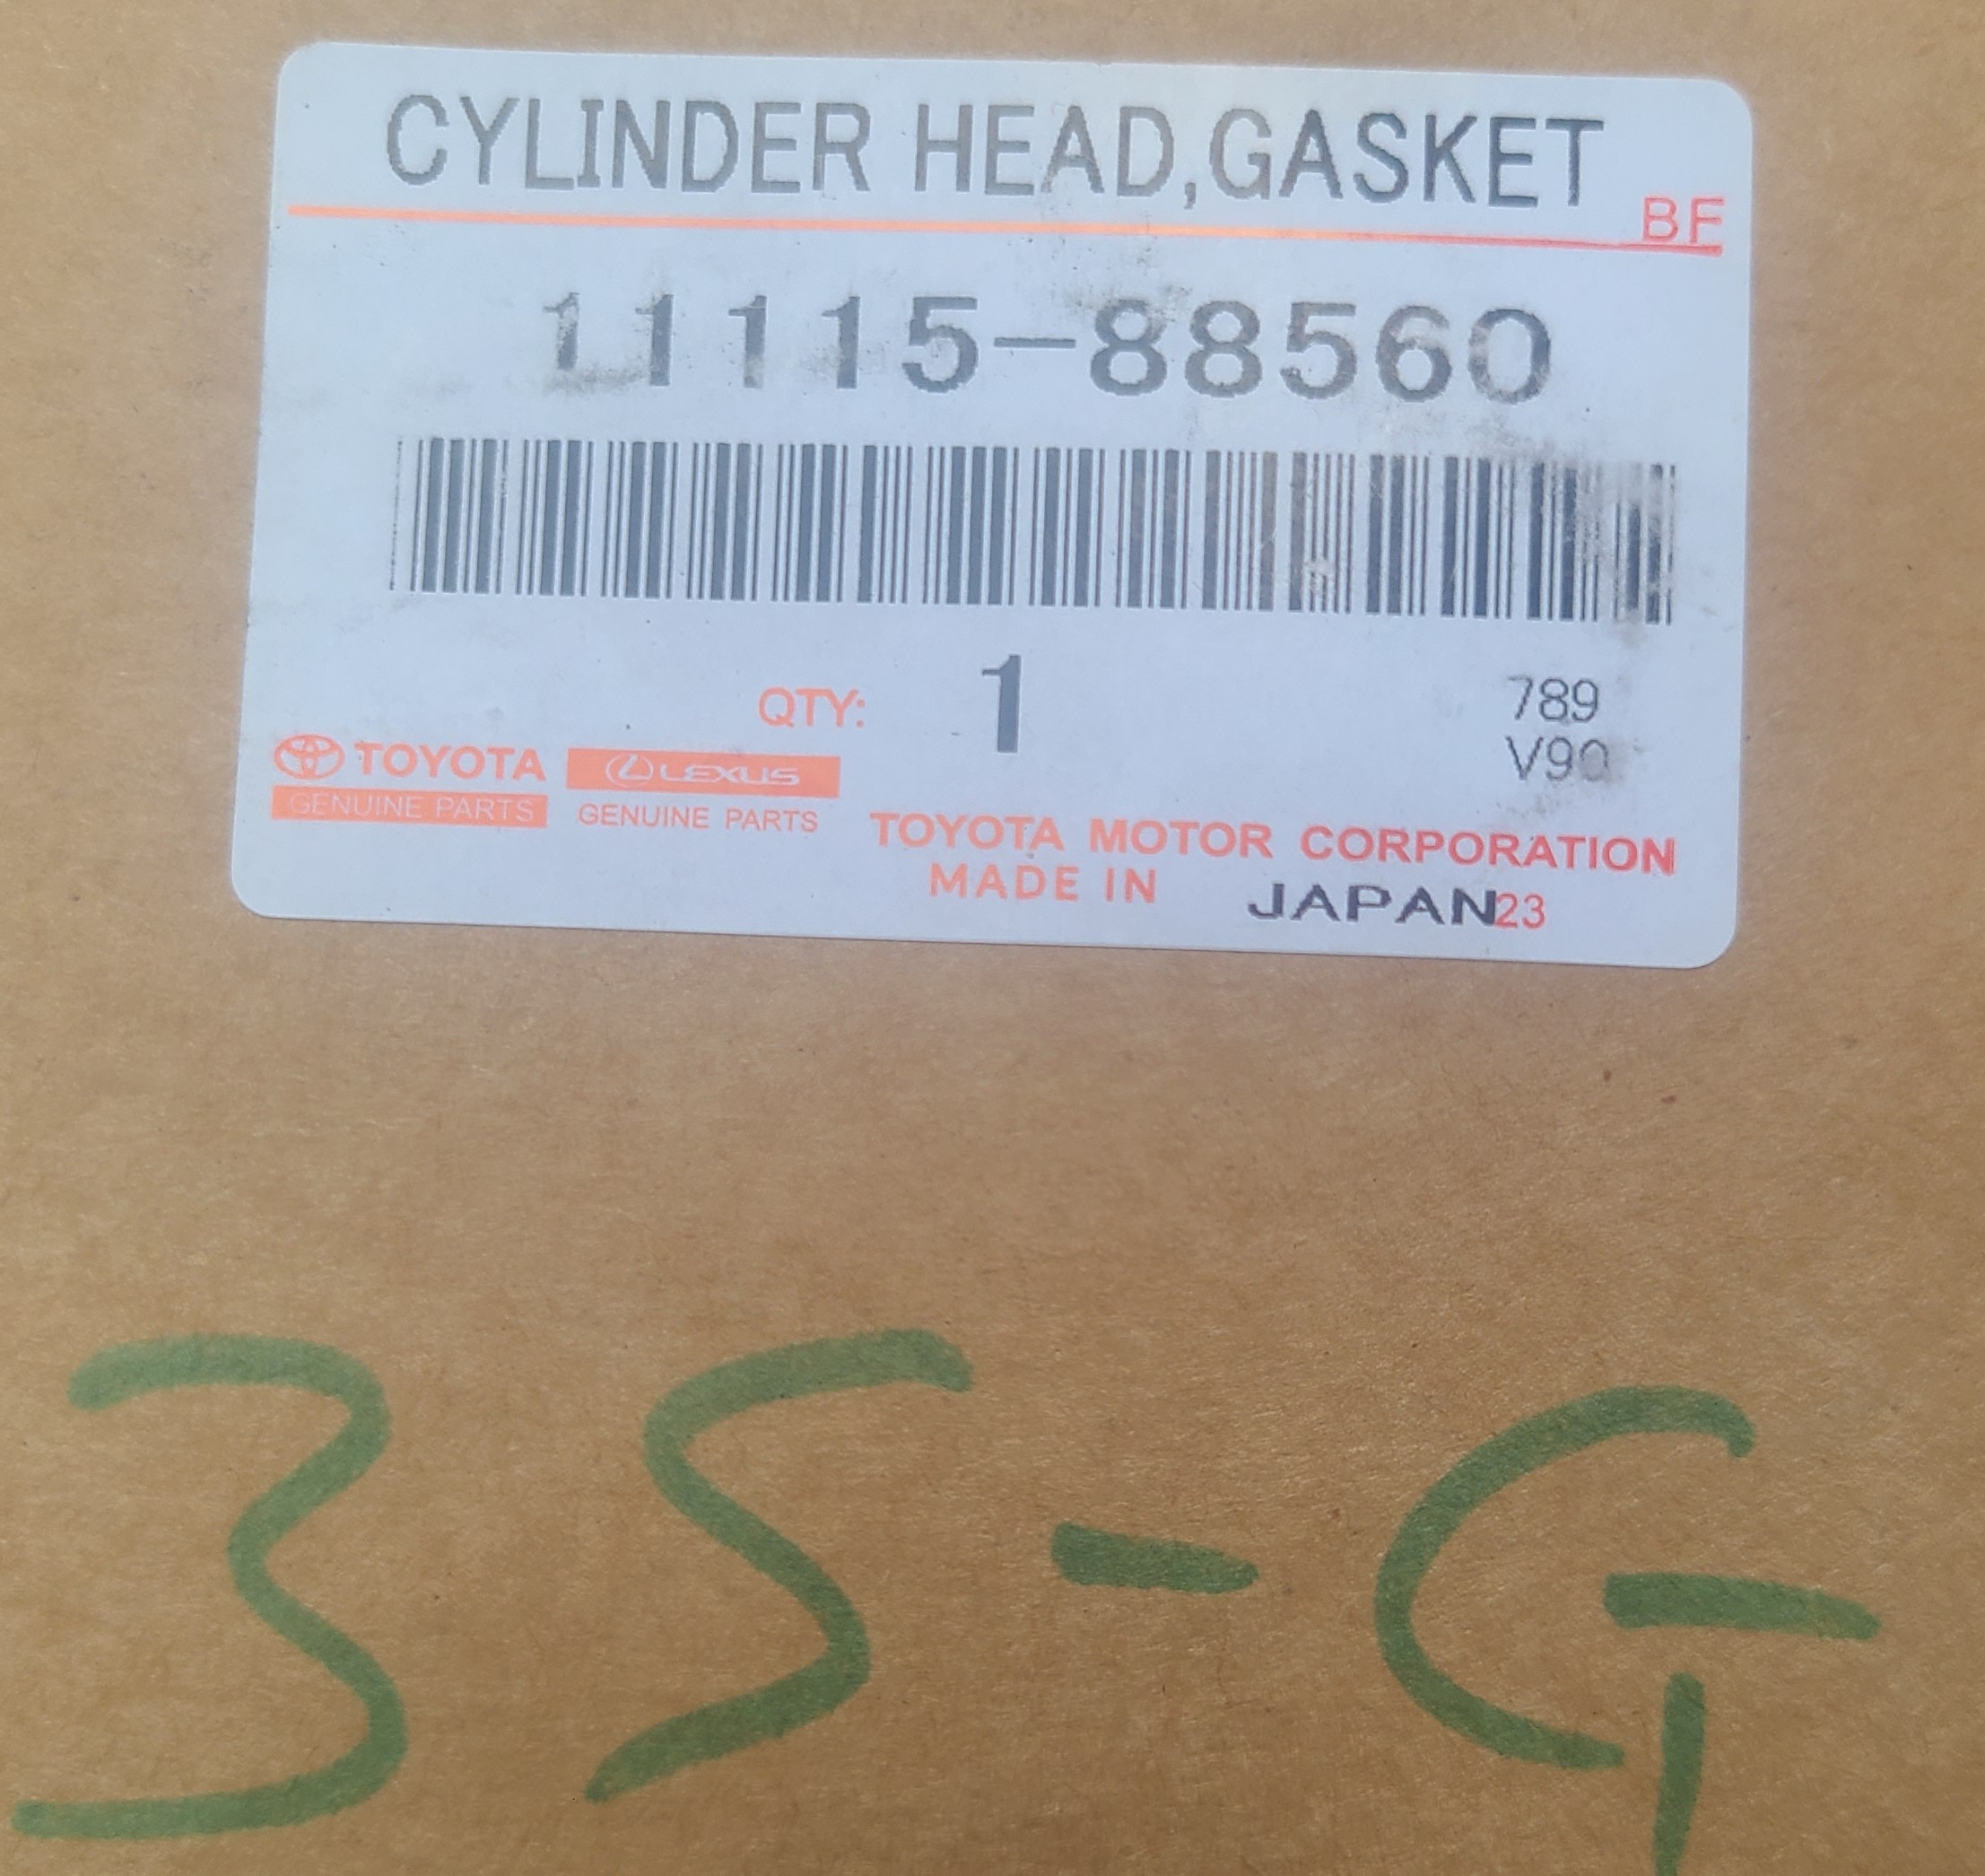 CYLINDER HEAD,GASKET
BF
11115-88560
QTY: 1
789
V90
TOYOTA
GENUINE PARTS
LEXUS
GENUINE PARTS
TOYOTA MOTOR CORPORATION
MADE IN JAPAN23
3S-G